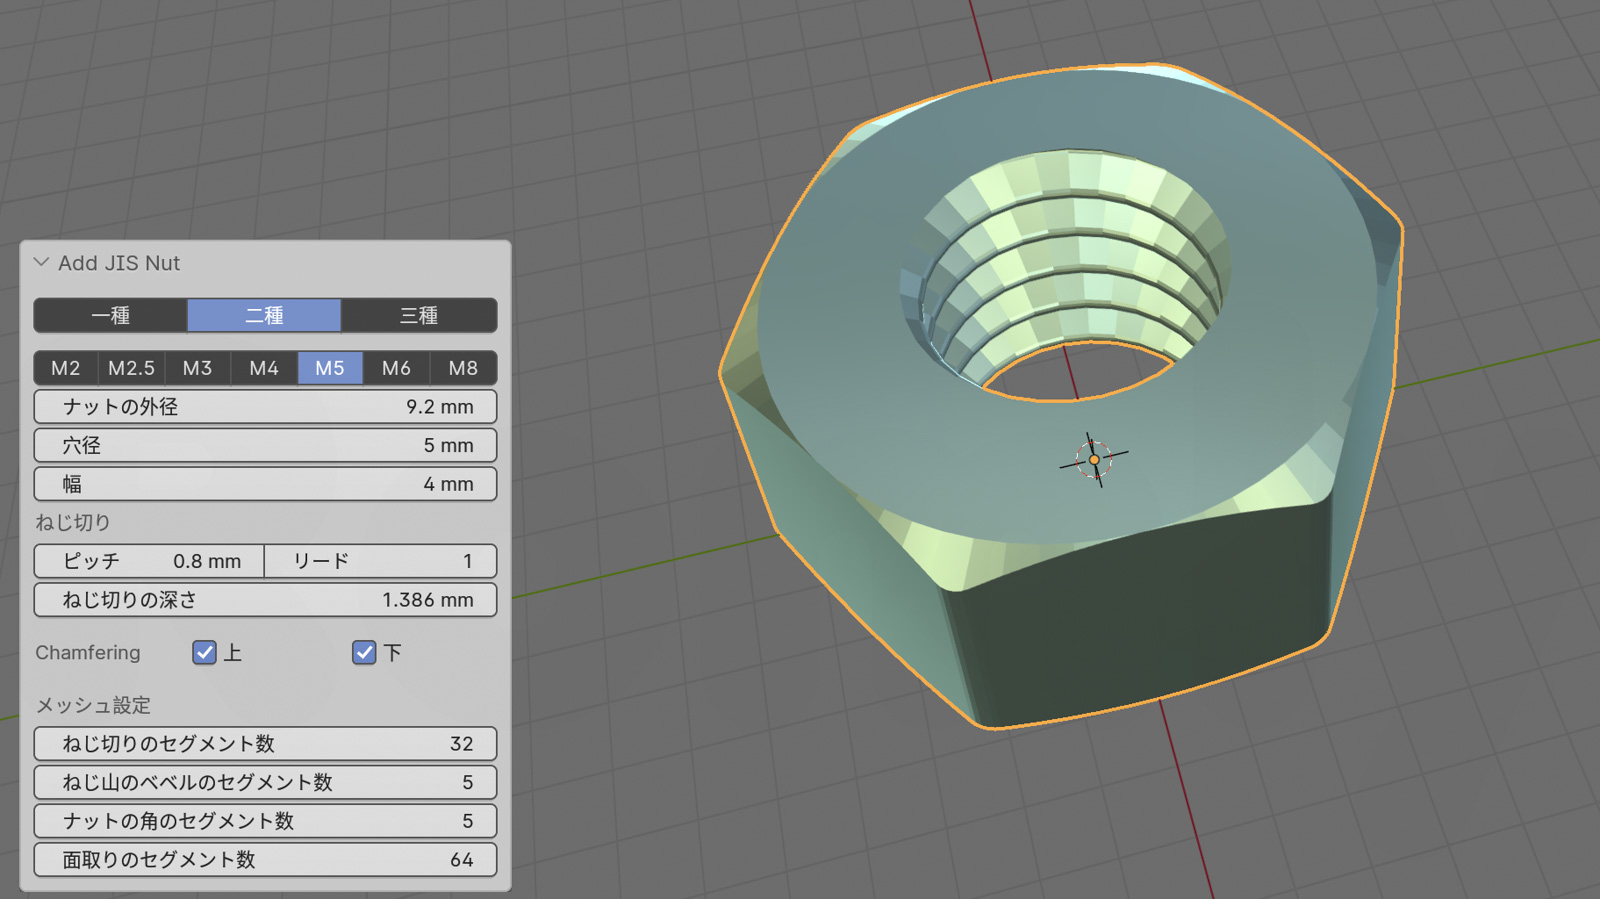 Add JIS Nut
一種 二種 三種
M2 M2.5 M3 M4 M5 M6 M8
ナットの外径 9.2 mm
穴径 5 mm
幅 4 mm
ねじ切り
ピッチ 0.8 mm リード 1
ねじ切りの深さ 1.386 mm
Chamfering 上 下
メッシュ設定
ねじ切りのセグメント数 32
ねじ山のベベルのセグメント数 5
ナットの角のセグメント数 5
面取りのセグメント数 64